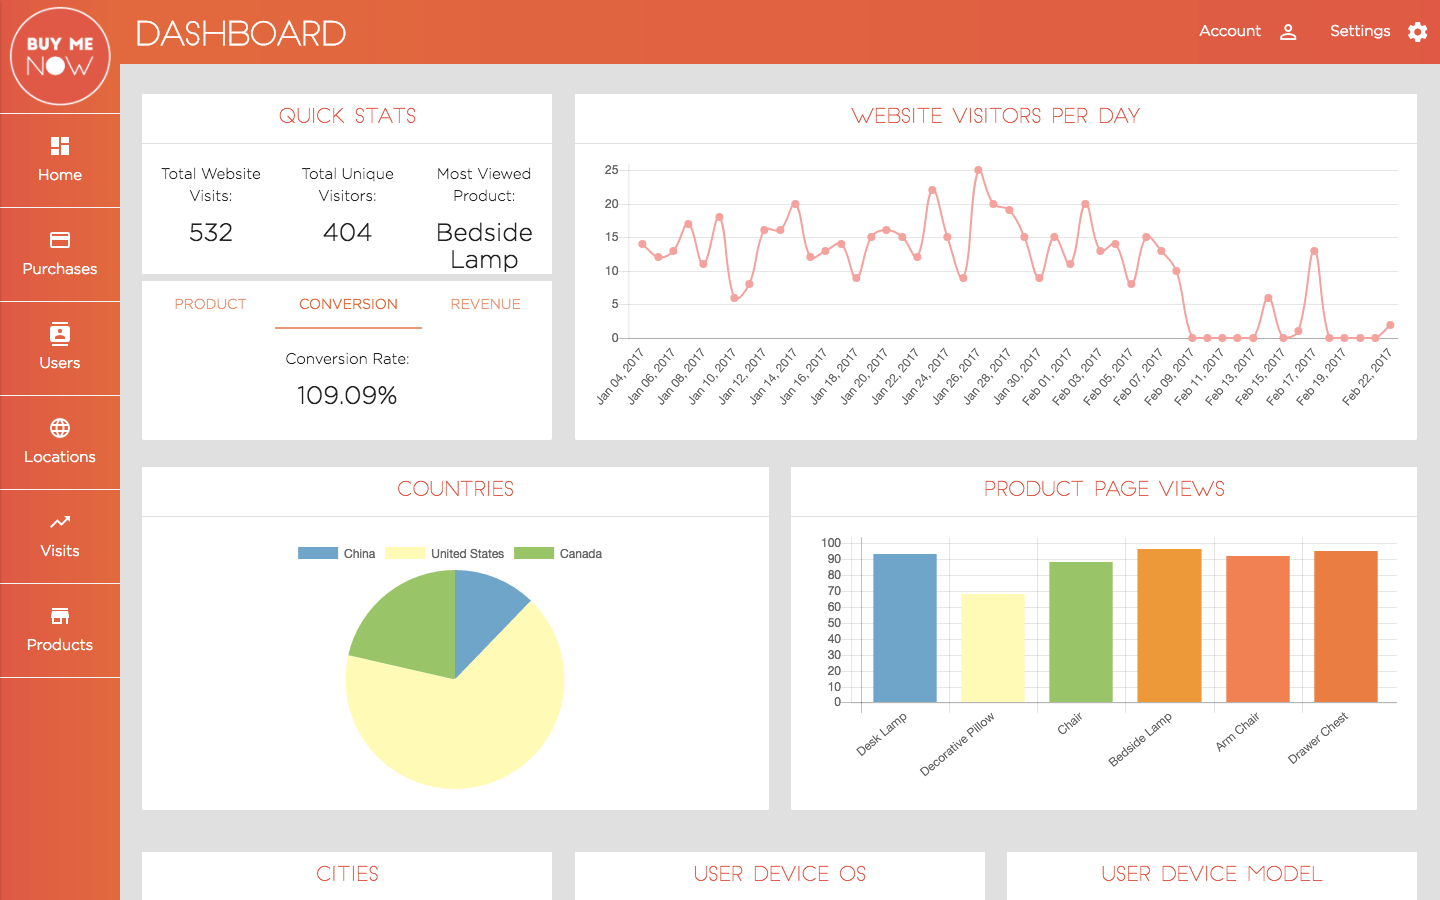 BUY ME
NOW
DASHBOARD
Account
Settings
Home
Purchases
Users
Locations
Visits
Products
QUICK STATS
Total Website
Visits:
532
Total Unique
Visitors:
404
Most Viewed
Product:
Bedside
Lamp
PRODUCT
CONVERSION
REVENUE
Conversion Rate:
109.09%
WEBSITE VISITORS PER DAY
25
20
15
10
5
0
Jan 04, 2017
Jan 06, 2017
Jan 08, 2017
Jan 10, 2017
Jan 12, 2017
Jan 14, 2017
Jan 16, 2017
Jan 18, 2017
Jan 20, 2017
Jan 22, 2017
Jan 24, 2017
Jan 26, 2017
Jan 28, 2017
Jan 30, 2017
Feb 01, 2017
Feb 03, 2017
Feb 05, 2017
Feb 07, 2017
Feb 09, 2017
Feb 11, 2017
Feb 13, 2017
Feb 15, 2017
Feb 17, 2017
Feb 19, 2017
Feb 22, 2017
COUNTRIES
China
United States
Canada
PRODUCT PAGE VIEWS
100
90
80
70
60
50
40
30
20
10
0
Desk Lamp
Decorative Pillow
Chair
Bedside Lamp
Arm Chair
Drawer Chest
CITIES
USER DEVICE OS
USER DEVICE MODEL